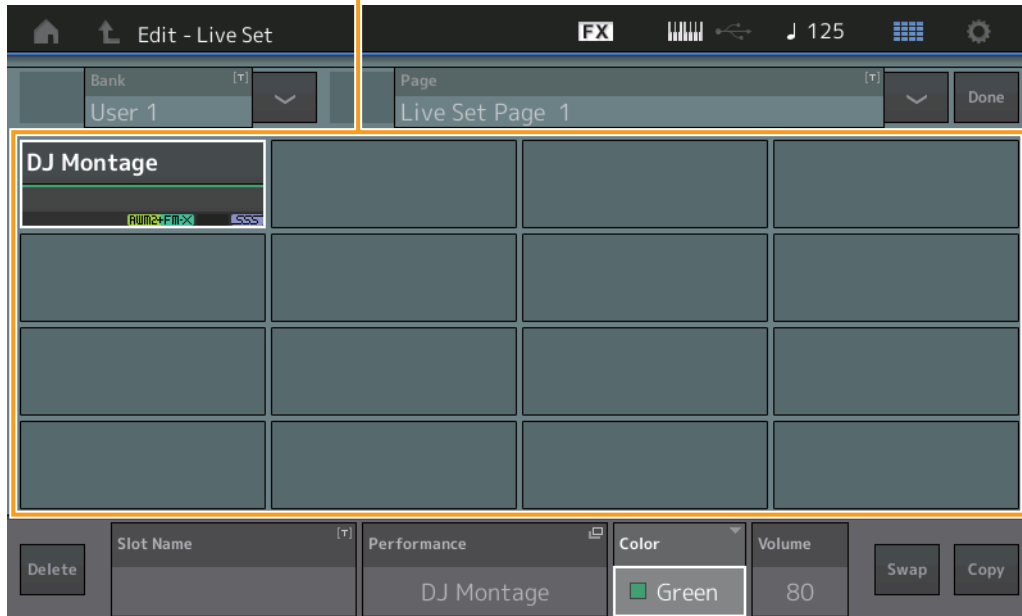 Edit - Live Set
FX
♩ 125
Bank
[T]
User 1
Page
[T]
Live Set Page 1
Done
DJ Montage
AWM2+FM-X
SSS
Delete
Slot Name
[T]
Performance
DJ Montage
Color
Green
Volume
80
Swap
Copy